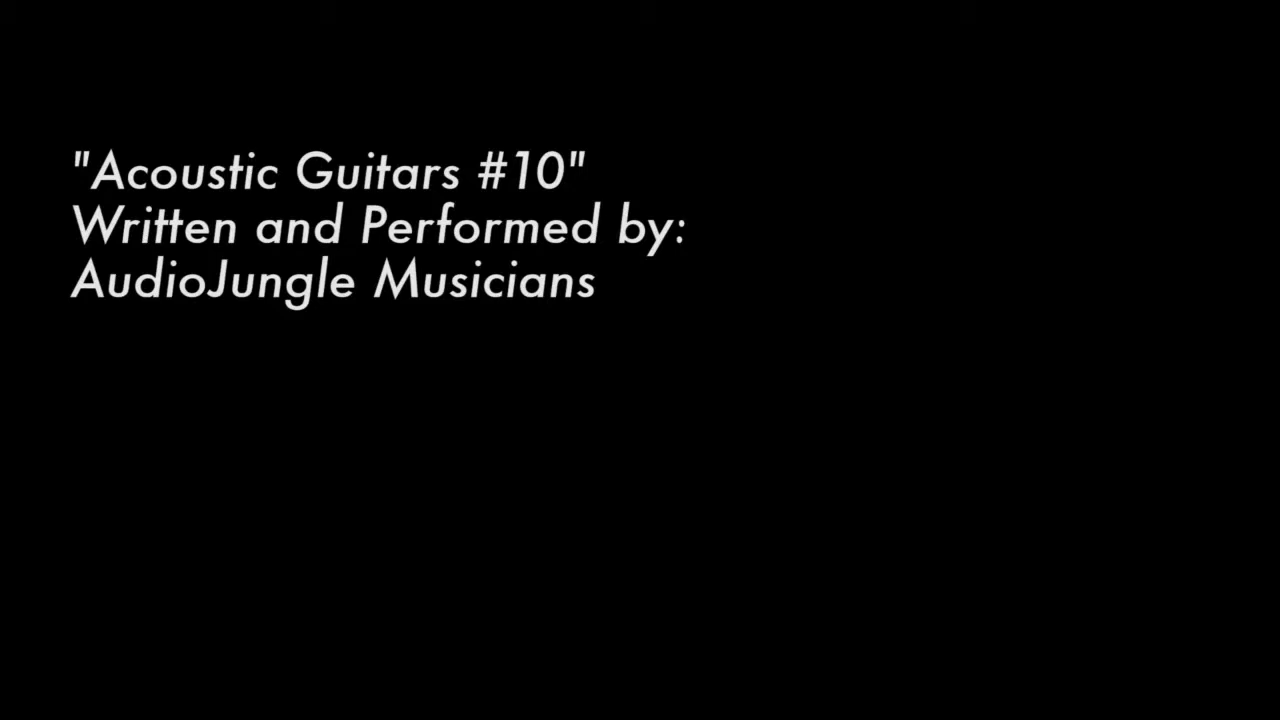 "Acoustic Guitars #10"
Written and Performed by:
AudioJungle Musicians